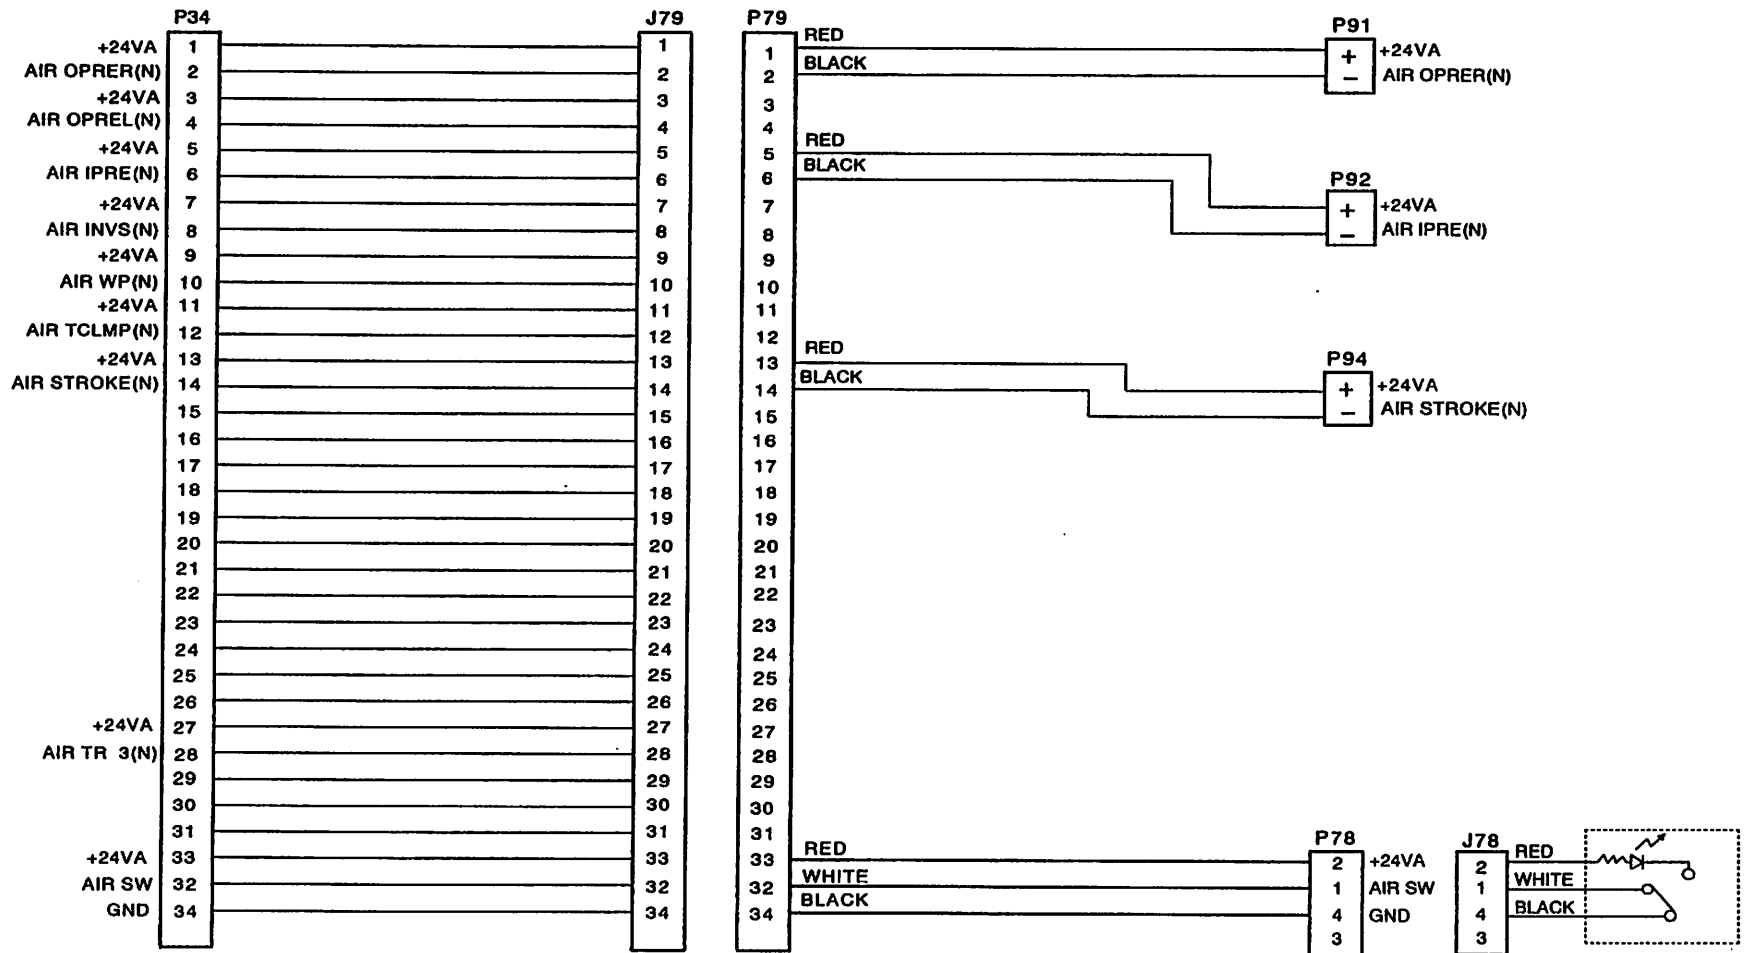 P34 J79 P79
P91
+24VA 1 1 1 RED + +24VA
AIR OPRER(N) 2 2 2 BLACK − AIR OPRER(N)
+24VA 3 3 3
AIR OPREL(N) 4 4 4
+24VA 5 5 5 RED
AIR IPRE(N) 6 6 6 BLACK
P92
+24VA 7 7 7 + +24VA
AIR INVS(N) 8 8 8 − AIR IPRE(N)
+24VA 9 9 9
AIR WP(N) 10 10 10
+24VA 11 11 11
AIR TCLMP(N) 12 12 12
+24VA 13 13 13 RED
P94
AIR STROKE(N) 14 14 14 BLACK + +24VA
15 15 15 − AIR STROKE(N)
16 16 16
17 17 17
18 18 18
19 19 19
20 20 20
21 21 21
22 22 22
23 23 23
24 24 24
25 25 25
26 26 26
+24VA 27 27 27
AIR TR 3(N) 28 28 28
29 29 29
30 30 30
31 31 31
P78 J78
+24VA 33 33 33 RED 2 +24VA 2 RED
AIR SW 32 32 32 WHITE 1 AIR SW 1 WHITE
GND 34 34 34 BLACK 4 GND 4 BLACK
3 3